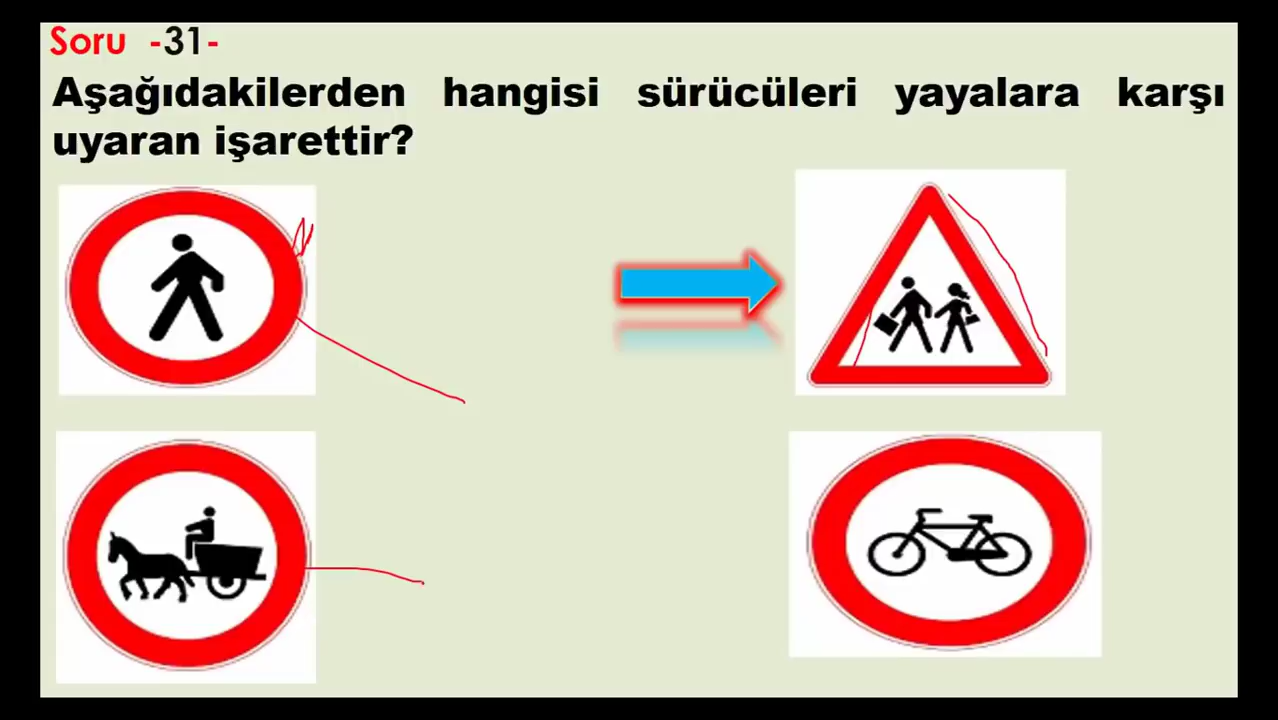 Soru -31-
Aşağıdakilerden hangisi sürücüleri yayalara karşı
uyaran işarettir?